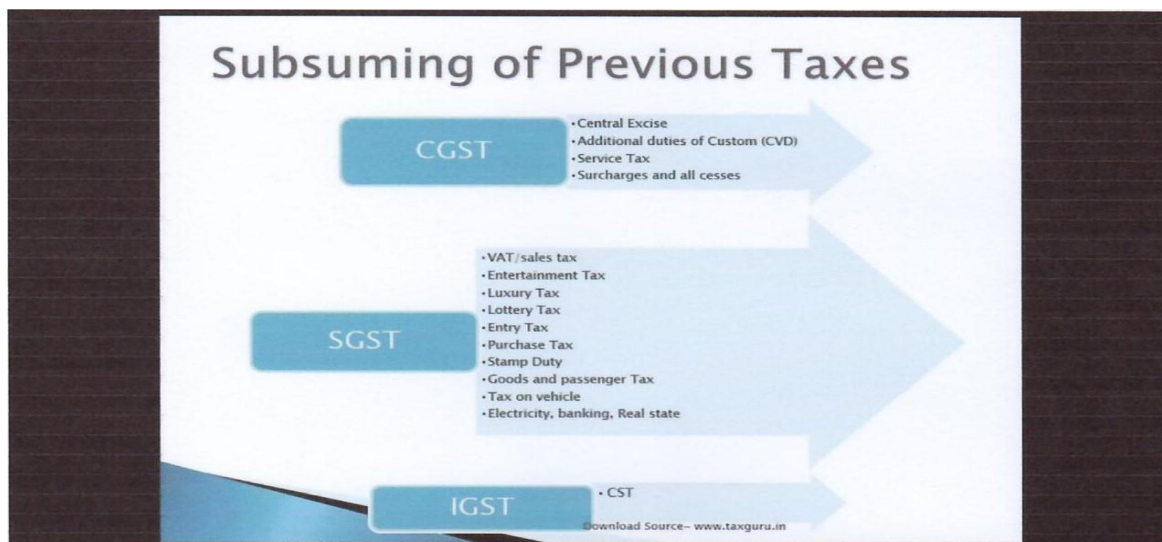 Subsuming of Previous Taxes
CGST
•Central Excise
•Additional duties of Custom (CVD)
•Service Tax
•Surcharges and all cesses
SGST
•VAT/sales tax
•Entertainment Tax
•Luxury Tax
•Lottery Tax
•Entry Tax
•Purchase Tax
•Stamp Duty
•Goods and passenger Tax
•Tax on vehicle
•Electricity, banking, Real state
IGST
• CST
Download Source– www.taxguru.in